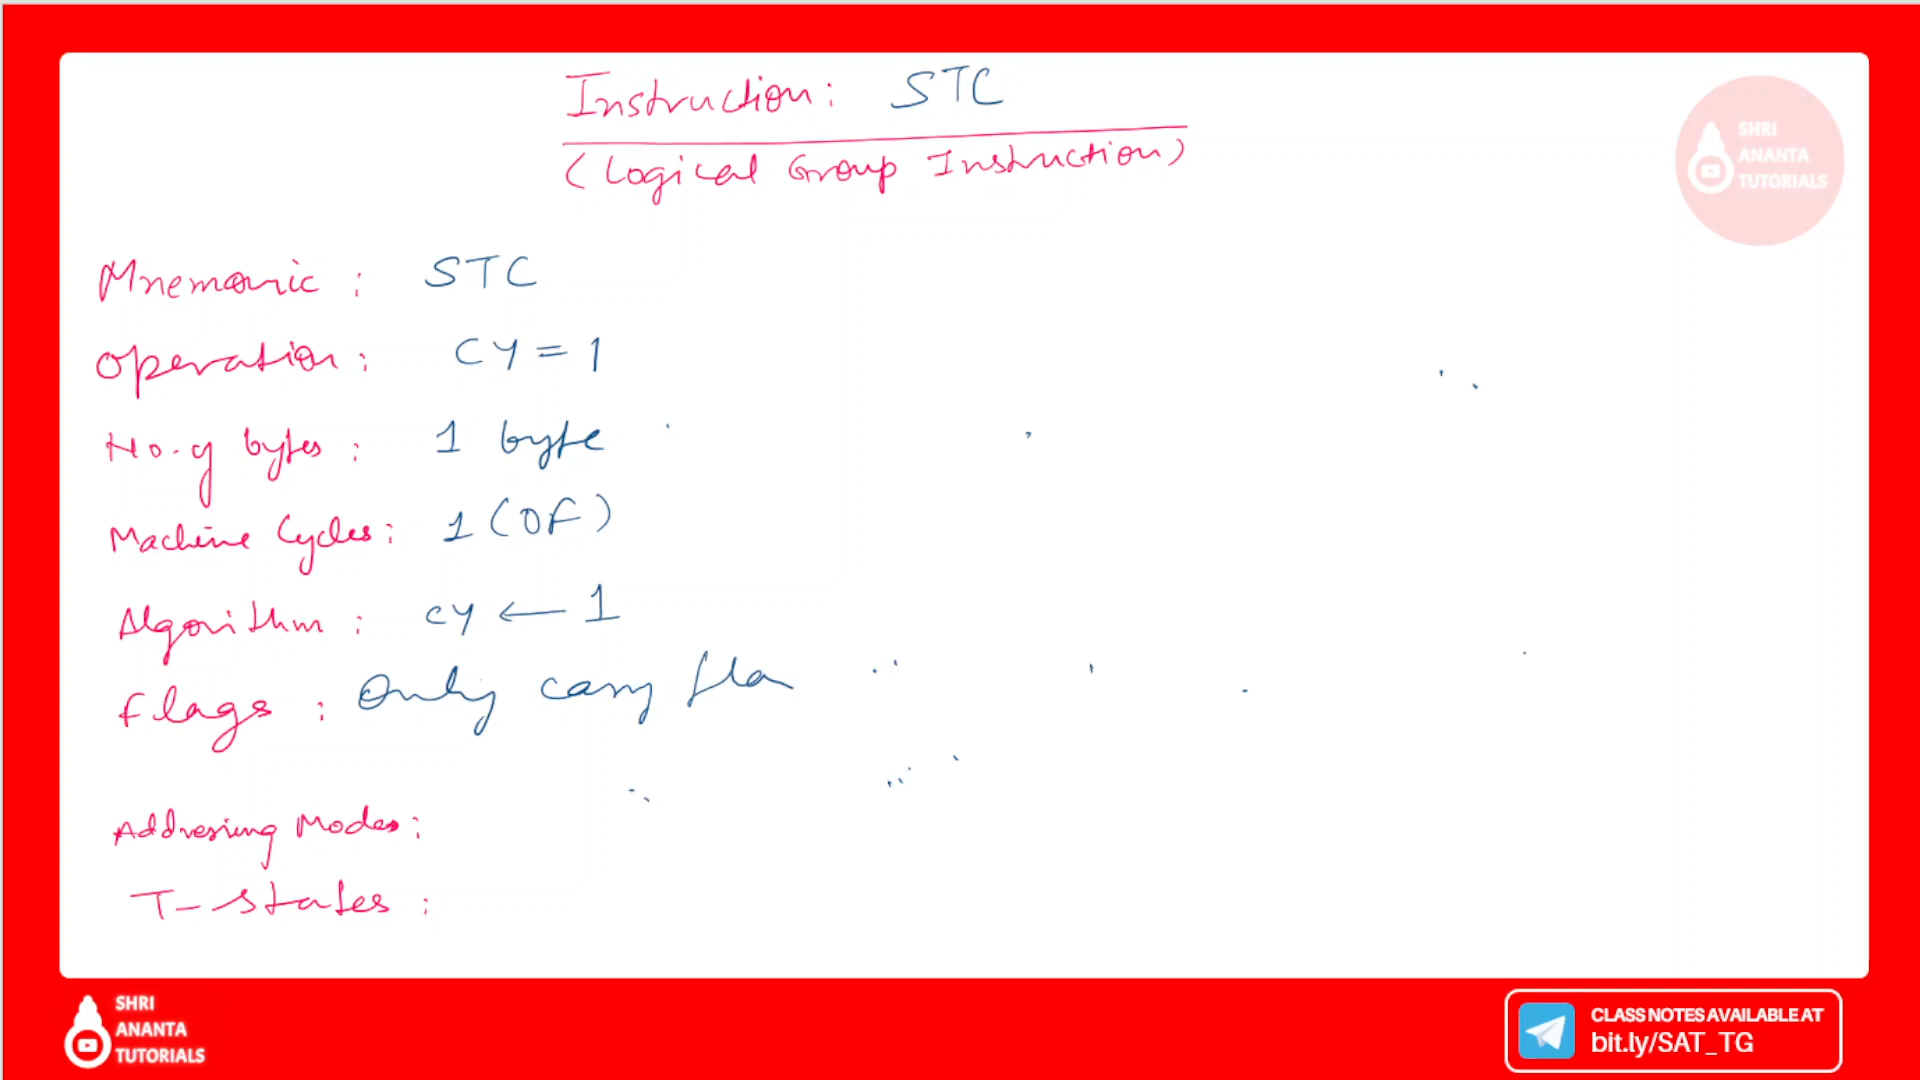 Instruction: STC
(Logical Group Instruction)
SHRI
ANANTA
TUTORIALS
Mnemonic : STC
Operation : CY = 1
No. of bytes : 1 byte
Machine Cycles : 1 (OF)
Algorithm : CY ← 1
Flags : Only carry fla
Addressing Modes :
T-states :
SHRI
ANANTA
TUTORIALS
CLASS NOTES AVAILABLE AT
bit.ly/SAT_TG